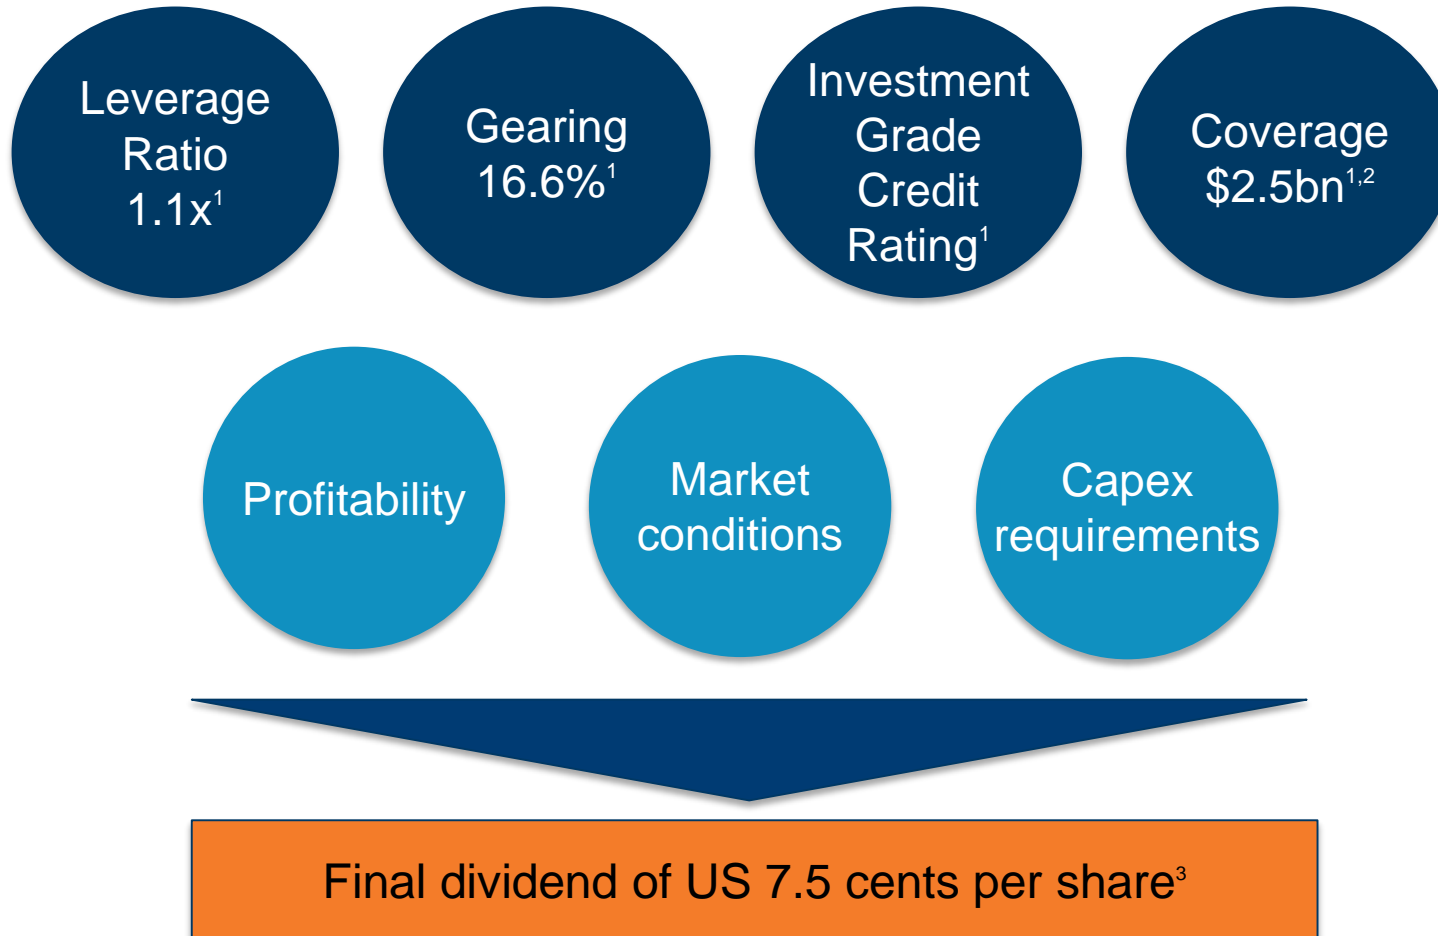 Leverage
Ratio
1.1x¹
Gearing
16.6%¹
Investment
Grade
Credit
Rating¹
Coverage
$2.5bn¹,²
Profitability
Market
conditions
Capex
requirements
Final dividend of US 7.5 cents per share³